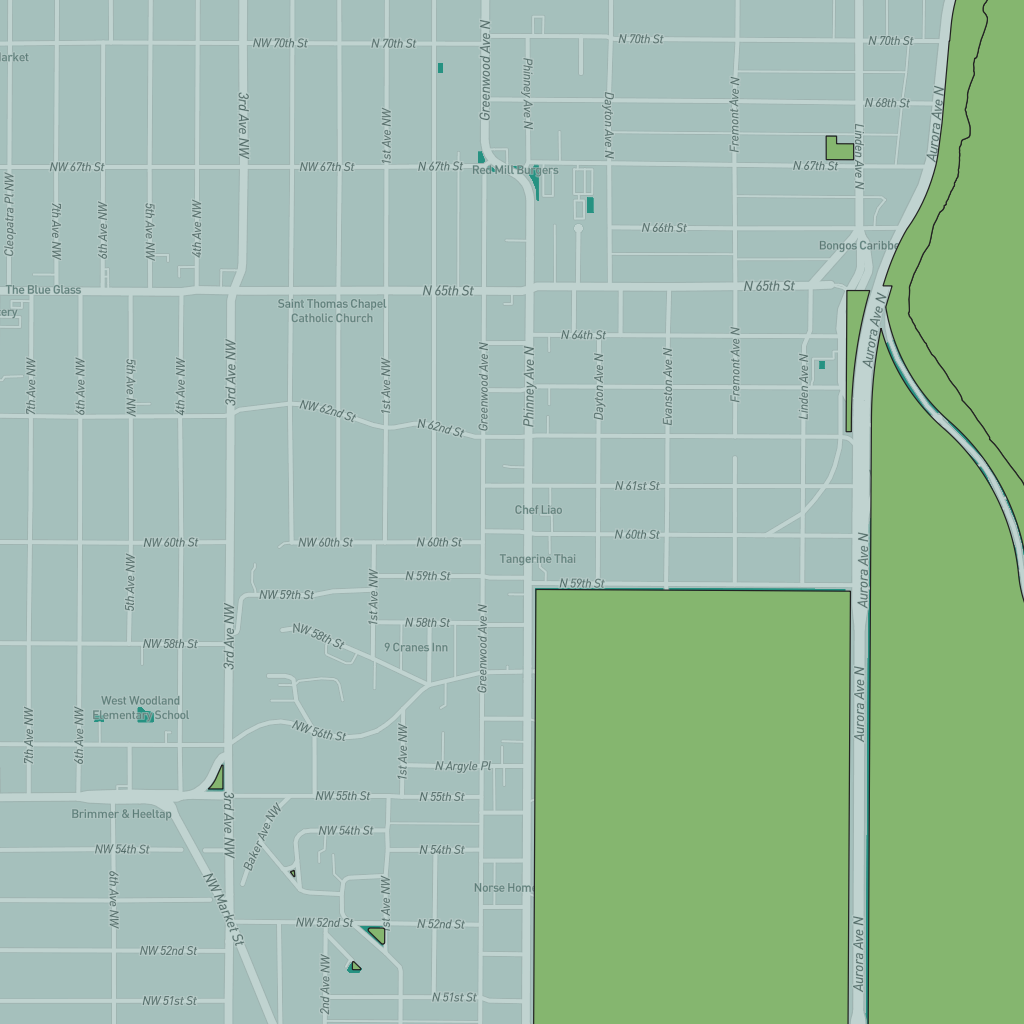 NW 70th St
N 70th St
N 70th St
N 70th St
Market
Greenwood Ave N
Phinney Ave N
Dayton Ave N
Fremont Ave N
Aurora Ave N
N 68th St
3rd Ave NW
1st Ave NW
Linden Ave N
NW 67th St
NW 67th St
N 67th St
Red Mill Burgers
N 67th St
Cleopatra Pl NW
7th Ave NW
6th Ave NW
5th Ave NW
4th Ave NW
N 66th St
Bongos Caribbe
The Blue Glass
N 65th St
N 65th St
Saint Thomas Chapel
Catholic Church
ery
N 64th St
Aurora Ave N
7th Ave NW
6th Ave NW
5th Ave NW
4th Ave NW
3rd Ave NW
1st Ave NW
Greenwood Ave N
Phinney Ave N
Dayton Ave N
Evanston Ave N
Fremont Ave N
Linden Ave N
NW 62nd St
N 62nd St
N 61st St
Chef Liao
NW 60th St
NW 60th St
N 60th St
N 60th St
Tangerine Thai
Aurora Ave N
5th Ave NW
NW 59th St
1st Ave NW
N 59th St
N 59th St
3rd Ave NW
NW 58th St
NW 58th St
N 58th St
9 Cranes Inn
Greenwood Ave N
West Woodland
Elementary School
7th Ave NW
6th Ave NW
NW 56th St
1st Ave NW
Aurora Ave N
N Argyle Pl
NW 55th St
N 55th St
Brimmer & Heeltap
3rd Ave NW
Baker Ave NW
NW 54th St
NW 54th St
N 54th St
6th Ave NW
NW Market St
Norse Home
1st Ave NW
NW 52nd St
N 52nd St
NW 52nd St
2nd Ave NW
Aurora Ave N
NW 51st St
N 51st St